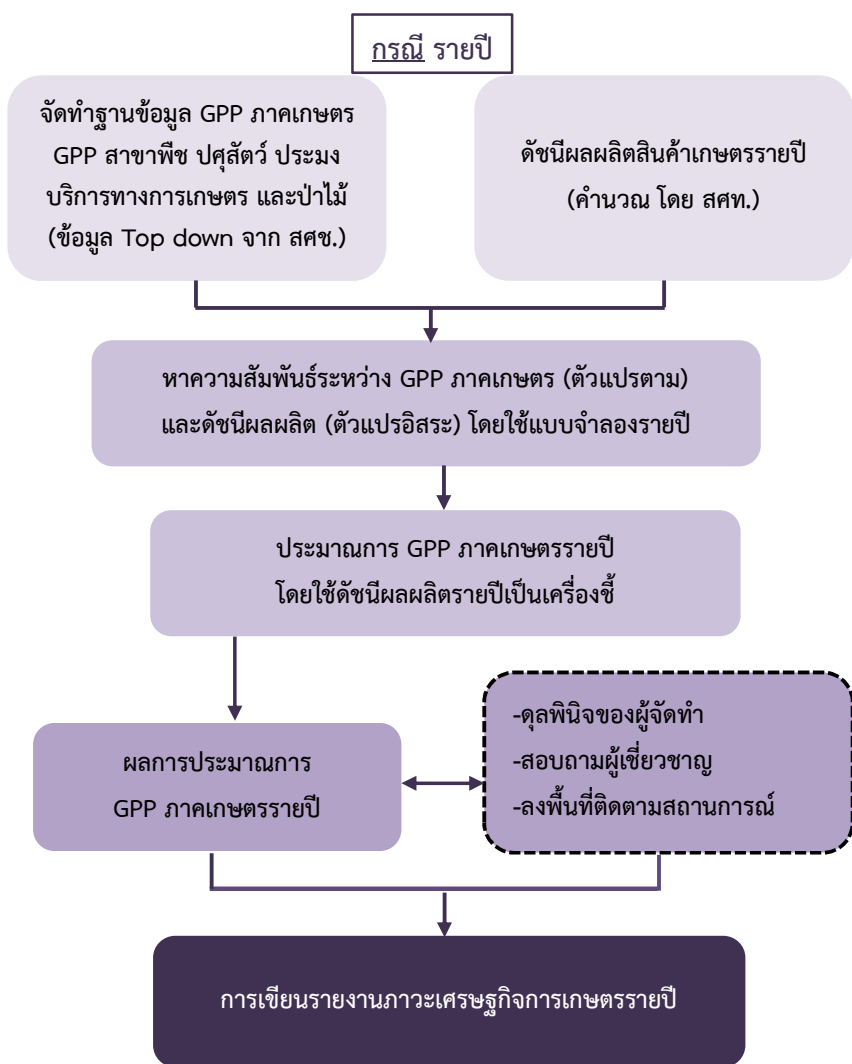 กรณี รายปี
จัดทำฐานข้อมูล GPP ภาคเกษตร
GPP สาขาพืช ปศุสัตว์ ประมง
บริการทางการเกษตร และป่าไม้
(ข้อมูล Top down จาก สศช.)
ดัชนีผลผลิตสินค้าเกษตรรายปี
(คำนวณ โดย สศท.)
หาความสัมพันธ์ระหว่าง GPP ภาคเกษตร (ตัวแปรตาม)
และดัชนีผลผลิต (ตัวแปรอิสระ) โดยใช้แบบจำลองรายปี
ประมาณการ GPP ภาคเกษตรรายปี
โดยใช้ดัชนีผลผลิตรายปีเป็นเครื่องชี้
ผลการประมาณการ
GPP ภาคเกษตรรายปี
-ดุลพินิจของผู้จัดทำ
-สอบถามผู้เชี่ยวชาญ
-ลงพื้นที่ติดตามสถานการณ์
การเขียนรายงานภาวะเศรษฐกิจการเกษตรรายปี